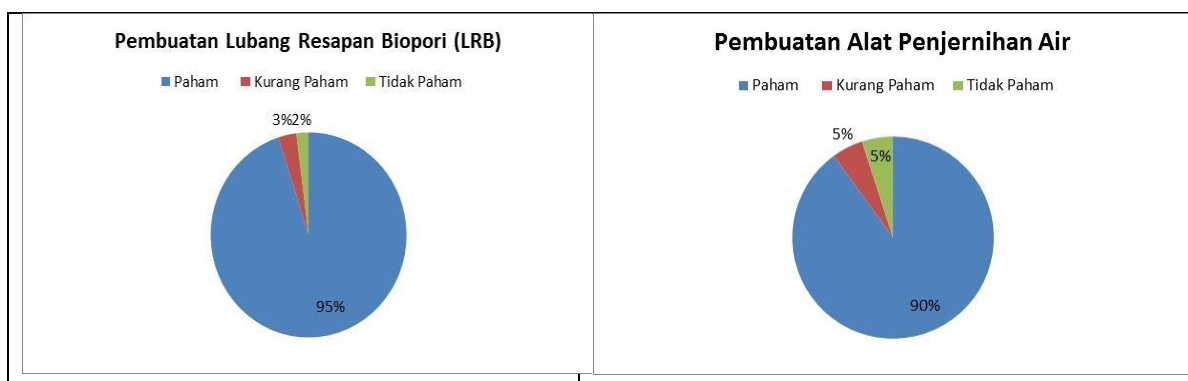 Pembuatan Lubang Resapan Biopori (LRB)
Paham Kurang Paham Tidak Paham
3% 2%
95%
Pembuatan Alat Penjernihan Air
Paham Kurang Paham Tidak Paham
5%
5%
90%